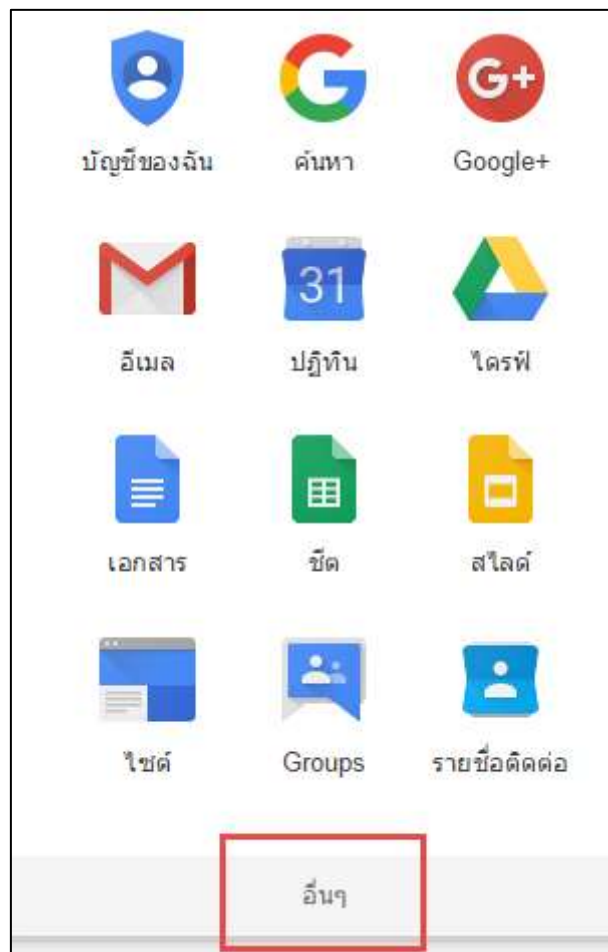 บัญชีของฉัน ค้นหา Google+
G+
อีเมล ปฏิทิน ไดรฟ์
31
เอกสาร ชีต สไลด์
ไซต์ Groups รายชื่อติดต่อ
อื่นๆ